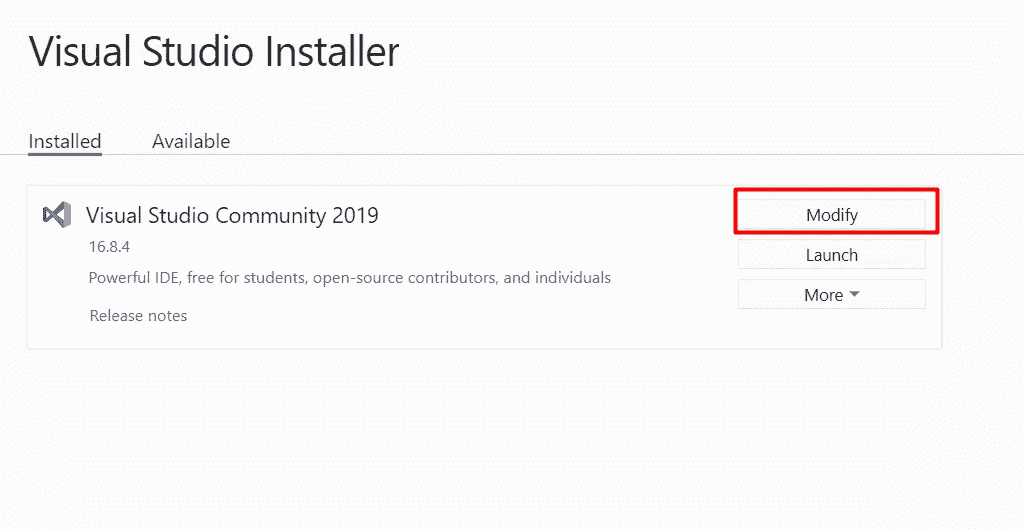 Visual Studio Installer
Installed Available
Visual Studio Community 2019
16.8.4
Powerful IDE, free for students, open-source contributors, and individuals
Release notes
Modify
Launch
More